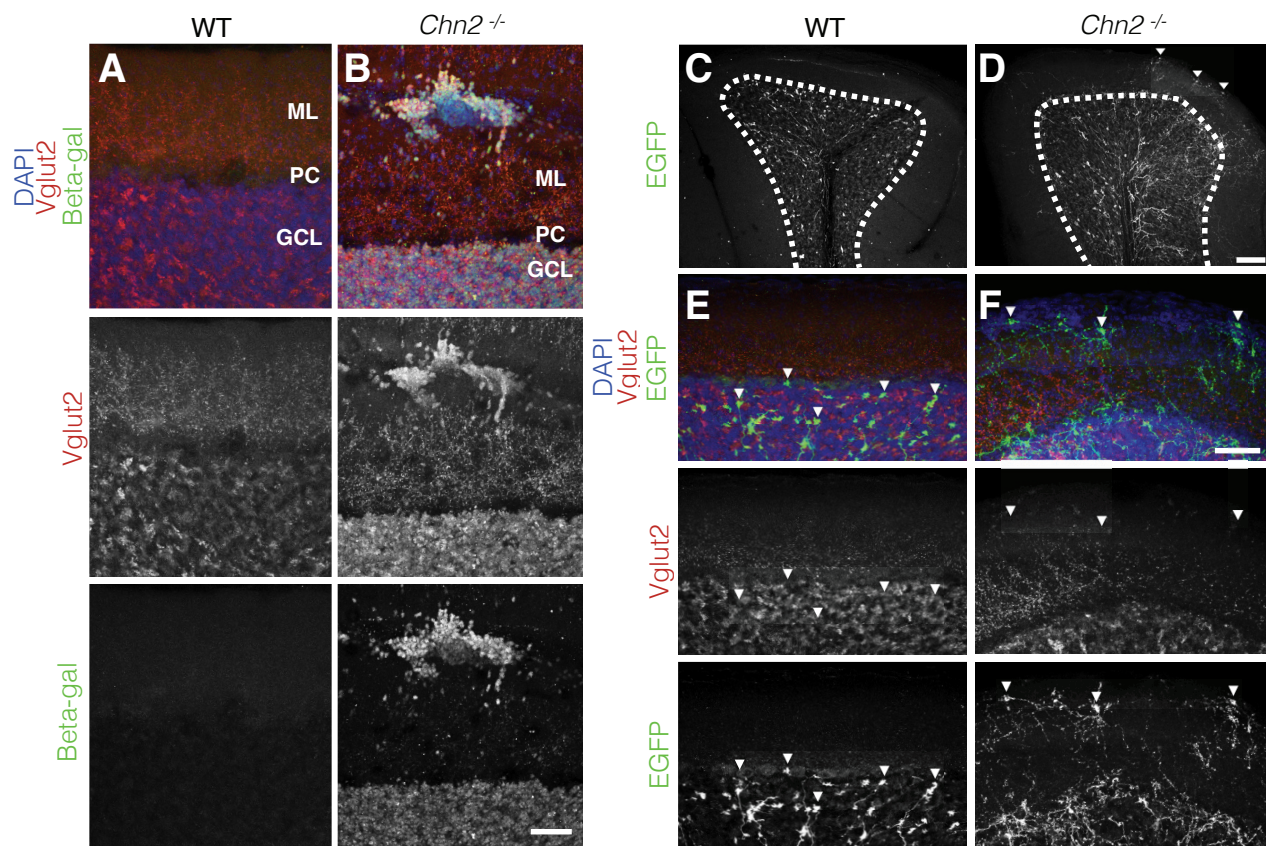 WT
Chn2 -/-
WT
Chn2 -/-
A
B
C
D
ML
PC
GCL
ML
PC
GCL
DAPI
Vglut2
Beta-gal
EGFP
E
F
DAPI
Vglut2
EGFP
Vglut2
Vglut2
Beta-gal
EGFP